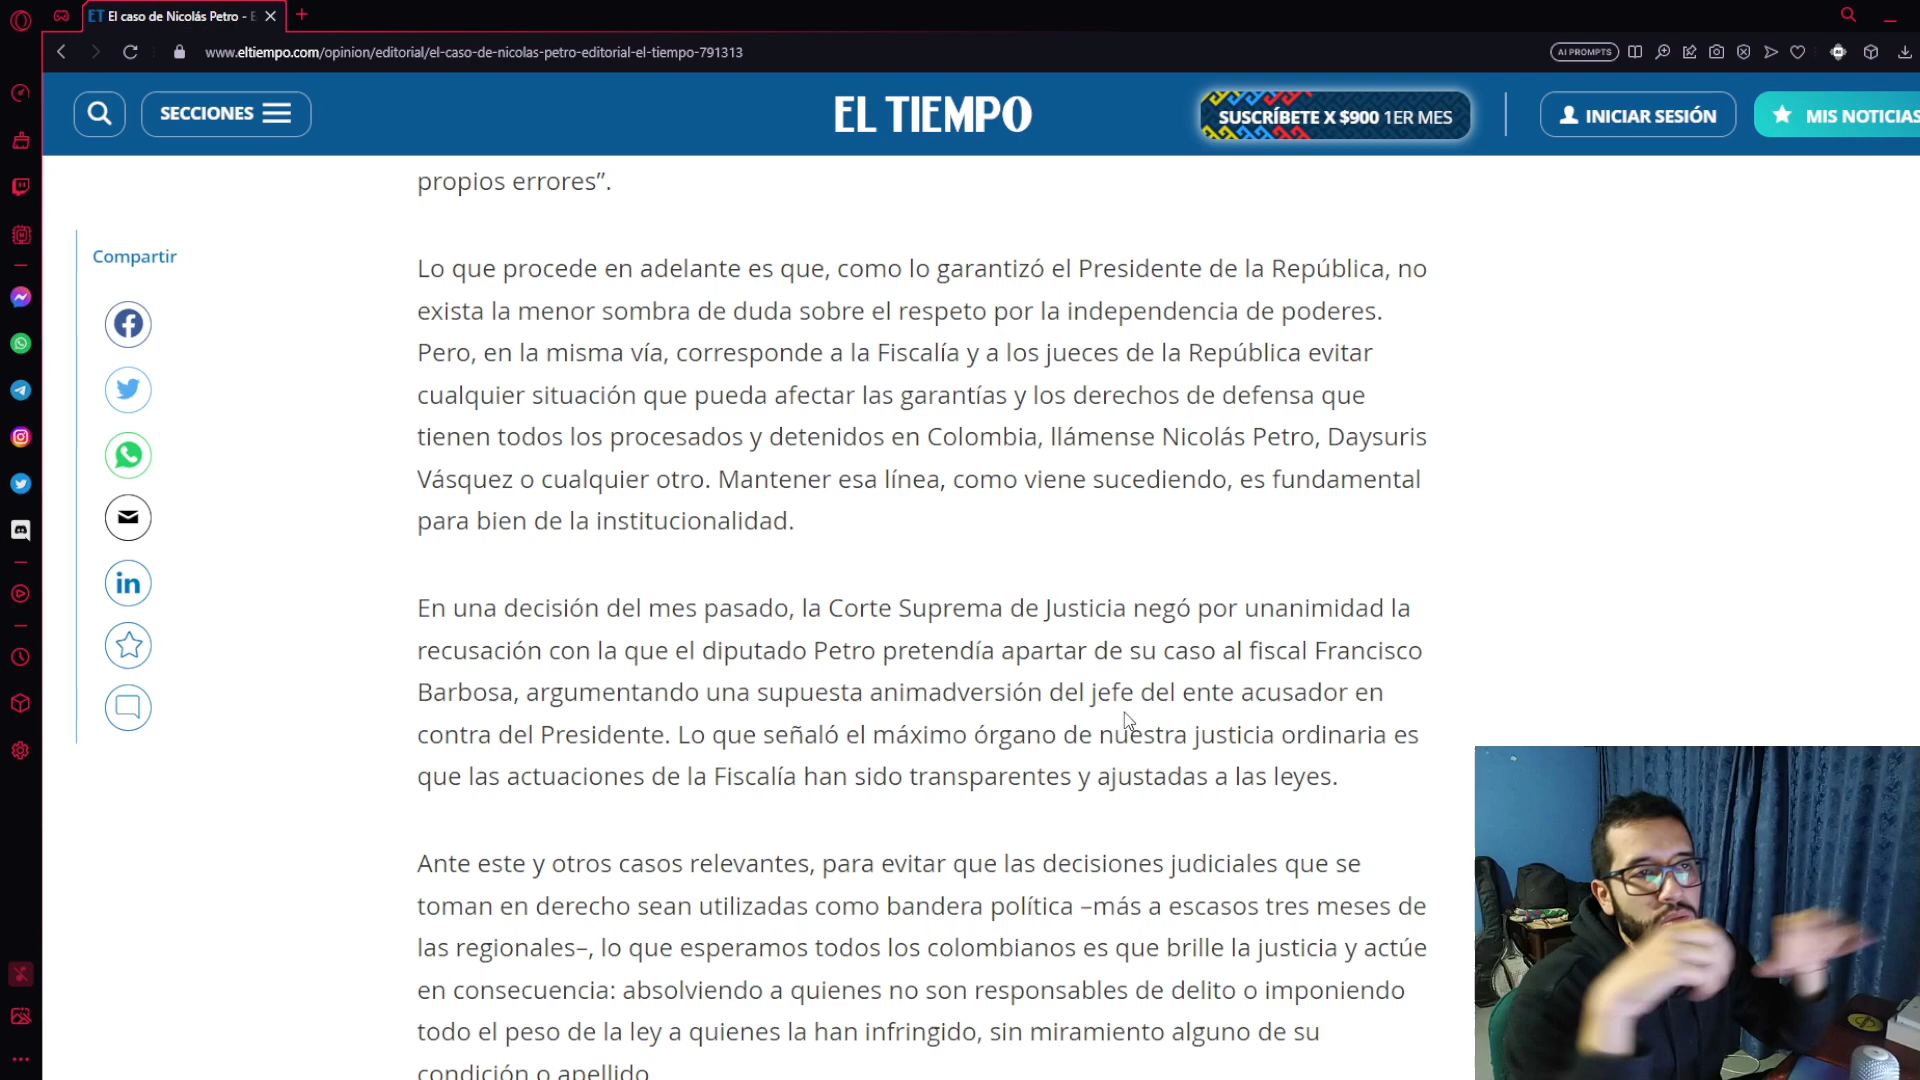 ET El caso de Nicolás Petro - E
www.eltiempo.com/opinion/editorial/el-caso-de-nicolas-petro-editorial-el-tiempo-791313
AI PROMPTS
SECCIONES
EL TIEMPO
SUSCRÍBETE X $900 1ER MES
INICIAR SESIÓN
MIS NOTICIAS
propios errores”.
Compartir
Lo que procede en adelante es que, como lo garantizó el Presidente de la República, no
exista la menor sombra de duda sobre el respeto por la independencia de poderes.
Pero, en la misma vía, corresponde a la Fiscalía y a los jueces de la República evitar
cualquier situación que pueda afectar las garantías y los derechos de defensa que
tienen todos los procesados y detenidos en Colombia, llámense Nicolás Petro, Daysuris
Vásquez o cualquier otro. Mantener esa línea, como viene sucediendo, es fundamental
para bien de la institucionalidad.
in
En una decisión del mes pasado, la Corte Suprema de Justicia negó por unanimidad la
recusación con la que el diputado Petro pretendía apartar de su caso al fiscal Francisco
Barbosa, argumentando una supuesta animadversión del jefe del ente acusador en
contra del Presidente. Lo que señaló el máximo órgano de nuestra justicia ordinaria es
que las actuaciones de la Fiscalía han sido transparentes y ajustadas a las leyes.
Ante este y otros casos relevantes, para evitar que las decisiones judiciales que se
toman en derecho sean utilizadas como bandera política –más a escasos tres meses de
las regionales–, lo que esperamos todos los colombianos es que brille la justicia y actúe
en consecuencia: absolviendo a quienes no son responsables de delito o imponiendo
todo el peso de la ley a quienes la han infringido, sin miramiento alguno de su
condición o apellido